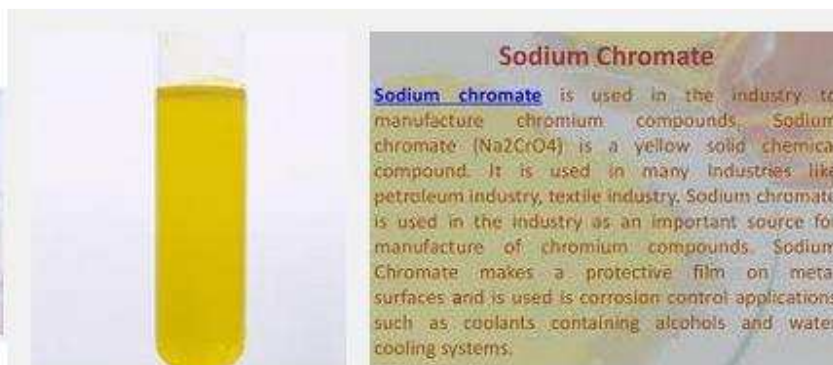 Sodium Chromate
Sodium chromate is used in the industry to
manufacture chromium compounds. Sodium
chromate (Na2CrO4) is a yellow solid chemical
compound. It is used in many industries like
petroleum industry, textile industry. Sodium chromate
is used in the industry as an important source for
manufacture of chromium compounds. Sodium
Chromate makes a protective film on metal
surfaces and is used is corrosion control applications
such as coolants containing alcohols and water
cooling systems.